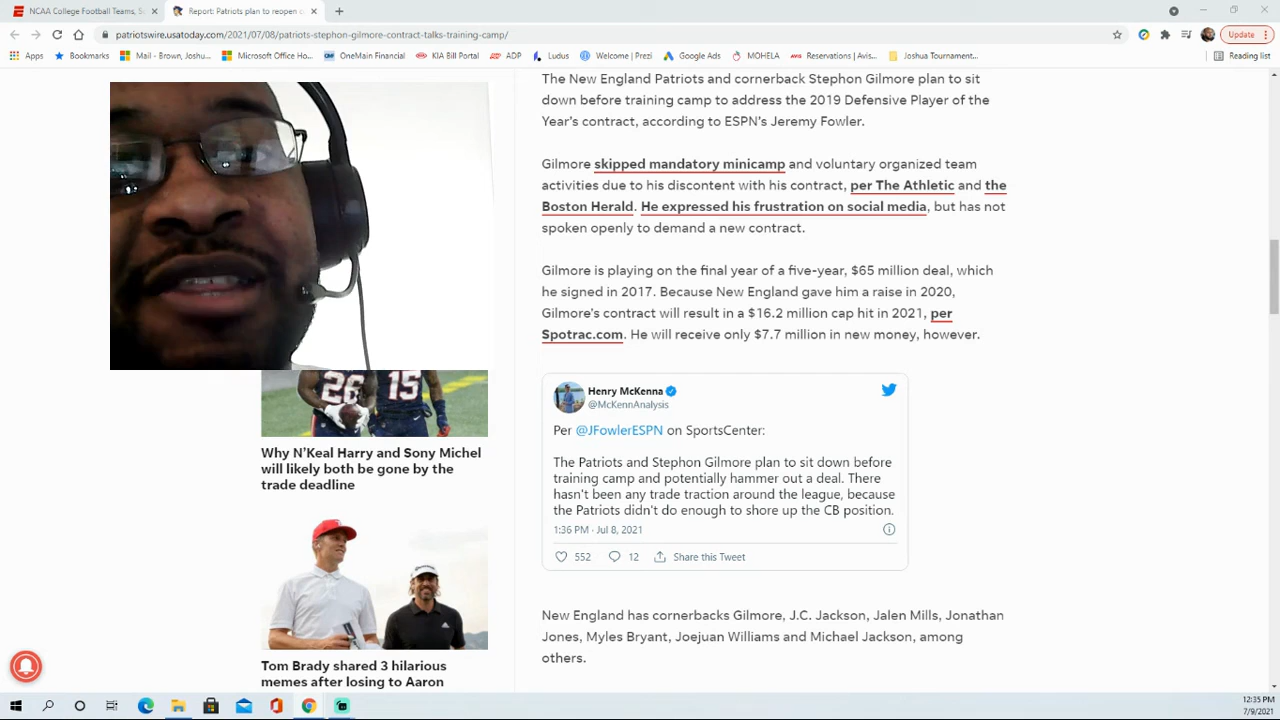 NCAA College Football Teams, S
Report: Patriots plan to reopen c
patriotswire.usatoday.com/2021/07/08/patriots-stephon-gilmore-contract-talks-training-camp/
Update
Apps
Bookmarks
Mail - Brown, Joshu...
Microsoft Office Ho...
OneMain Financial
KIA Bill Portal
ADP
Ludus
Welcome | Prezi
Google Ads
MOHELA
Reservations | Avis...
Joshua Tournament...
Reading list
The New England Patriots and cornerback Stephon Gilmore plan to sit
down before training camp to address the 2019 Defensive Player of the
Year's contract, according to ESPN's Jeremy Fowler.
Gilmore skipped mandatory minicamp and voluntary organized team
activities due to his discontent with his contract, per The Athletic and the
Boston Herald. He expressed his frustration on social media, but has not
spoken openly to demand a new contract.
Gilmore is playing on the final year of a five-year, $65 million deal, which
he signed in 2017. Because New England gave him a raise in 2020,
Gilmore's contract will result in a $16.2 million cap hit in 2021, per
Spotrac.com. He will receive only $7.7 million in new money, however.
26 15
Why N'Keal Harry and Sony Michel
will likely both be gone by the
trade deadline
Tom Brady shared 3 hilarious
memes after losing to Aaron
Henry McKenna
@McKennAnalysis
Per @JFowlerESPN on SportsCenter:
The Patriots and Stephon Gilmore plan to sit down before
training camp and potentially hammer out a deal. There
hasn't been any trade traction around the league, because
the Patriots didn't do enough to shore up the CB position.
1:36 PM · Jul 8, 2021
552 12 Share this Tweet
New England has cornerbacks Gilmore, J.C. Jackson, Jalen Mills, Jonathan
Jones, Myles Bryant, Joejuan Williams and Michael Jackson, among
others.
12:35 PM
7/9/2021